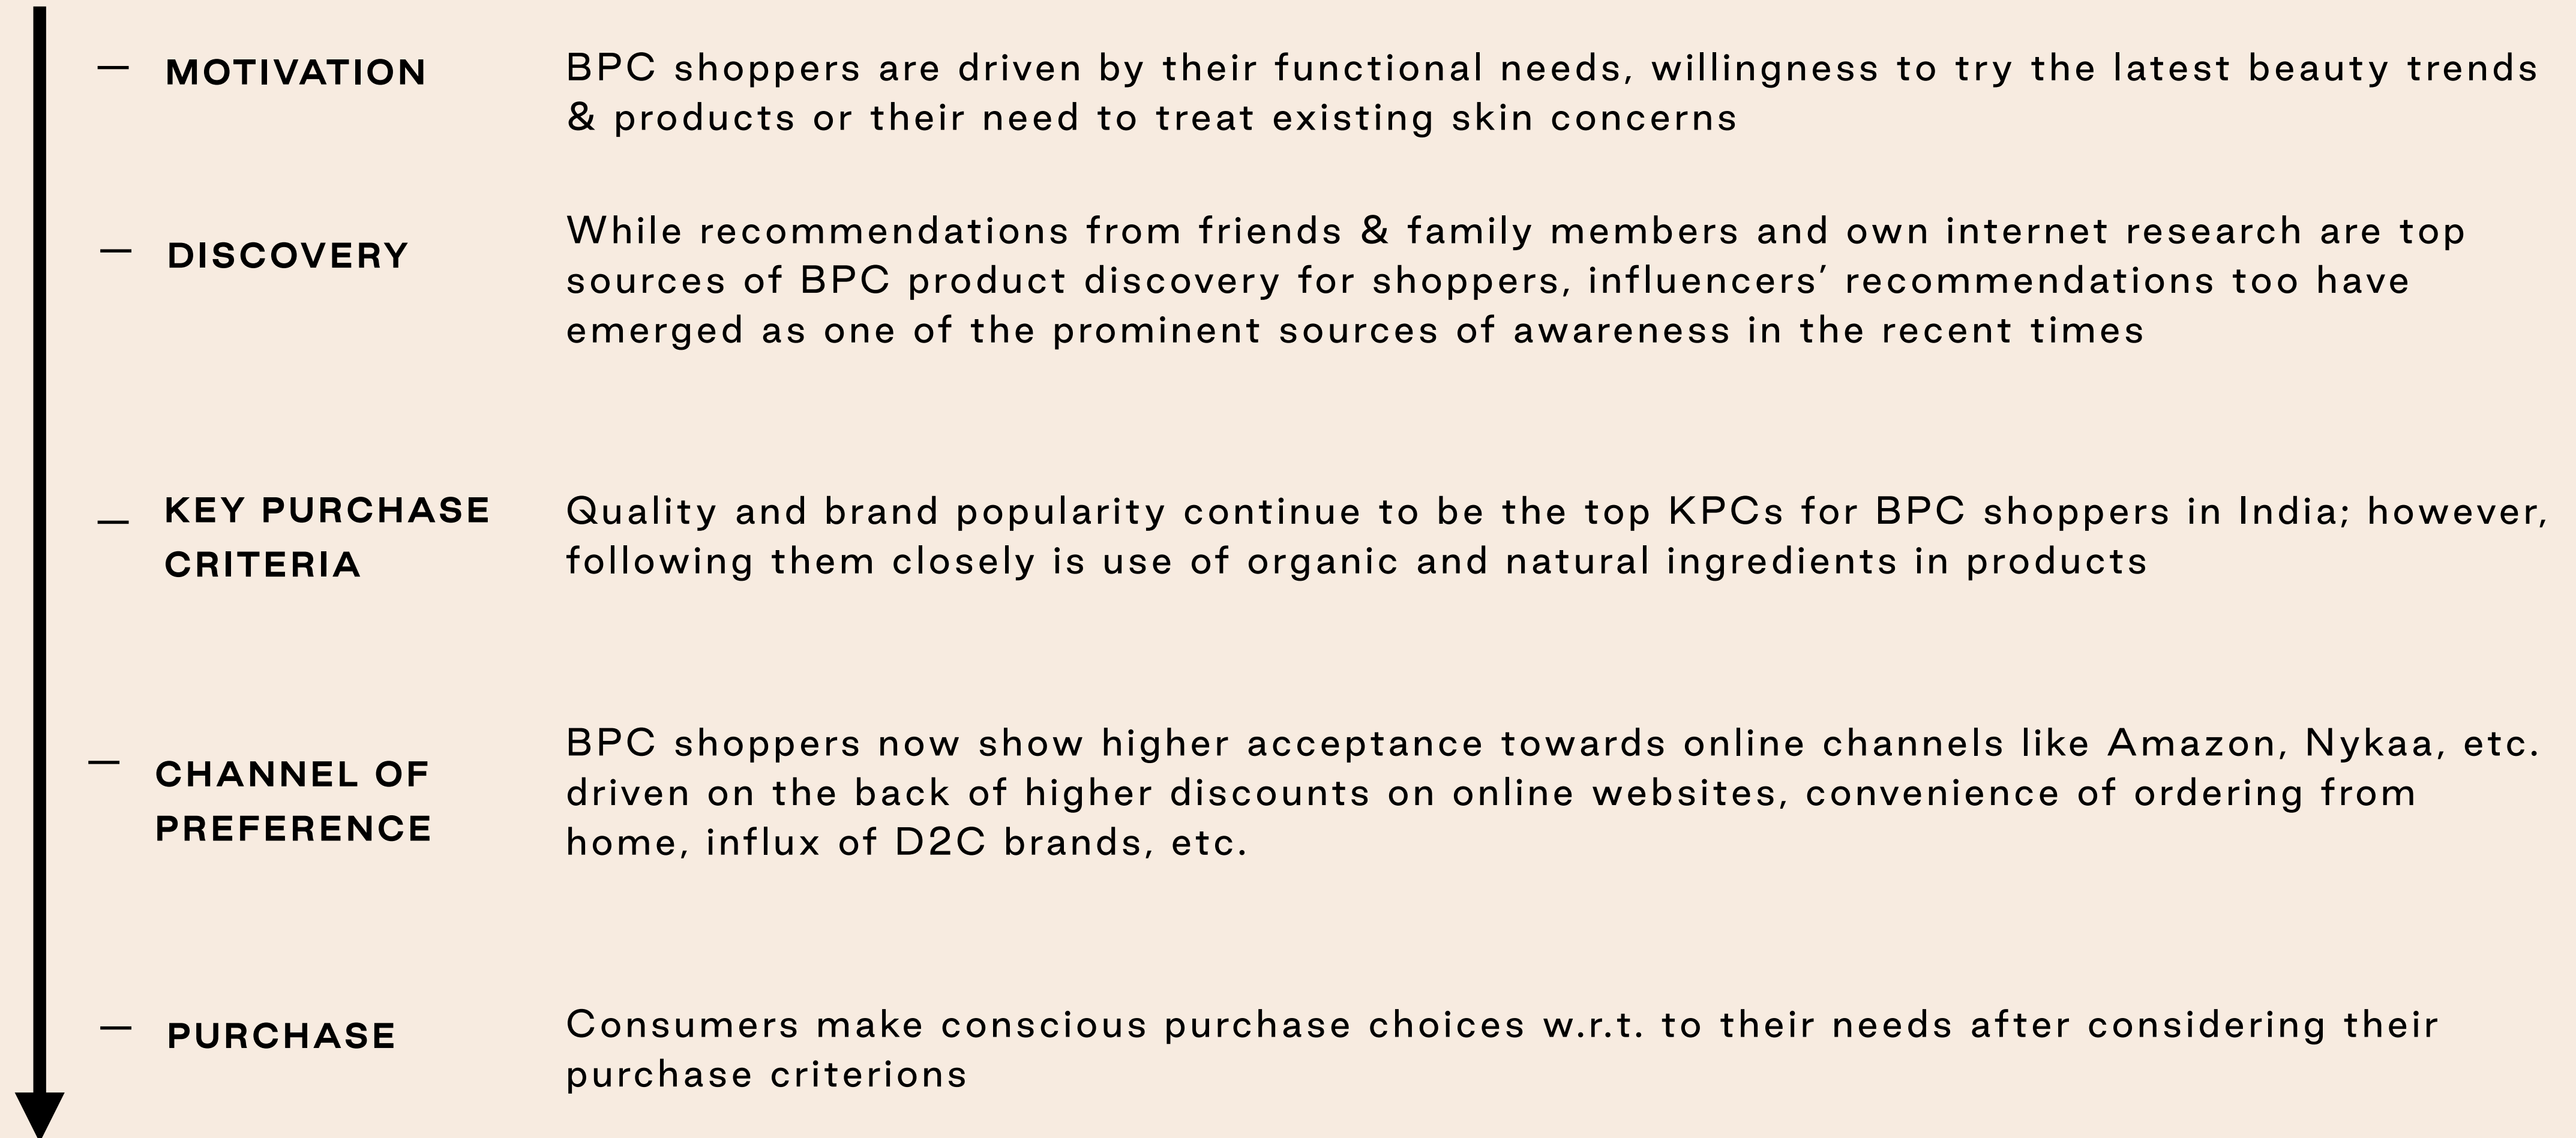 MOTIVATION
BPC shoppers are driven by their functional needs, willingness to try the latest beauty trends
& products or their need to treat existing skin concerns
DISCOVERY
While recommendations from friends & family members and own internet research are top
sources of BPC product discovery for shoppers, influencers’ recommendations too have
emerged as one of the prominent sources of awareness in the recent times
KEY PURCHASE
CRITERIA
Quality and brand popularity continue to be the top KPCs for BPC shoppers in India; however,
following them closely is use of organic and natural ingredients in products
CHANNEL OF
PREFERENCE
BPC shoppers now show higher acceptance towards online channels like Amazon, Nykaa, etc.
driven on the back of higher discounts on online websites, convenience of ordering from
home, influx of D2C brands, etc.
PURCHASE
Consumers make conscious purchase choices w.r.t. to their needs after considering their
purchase criterions